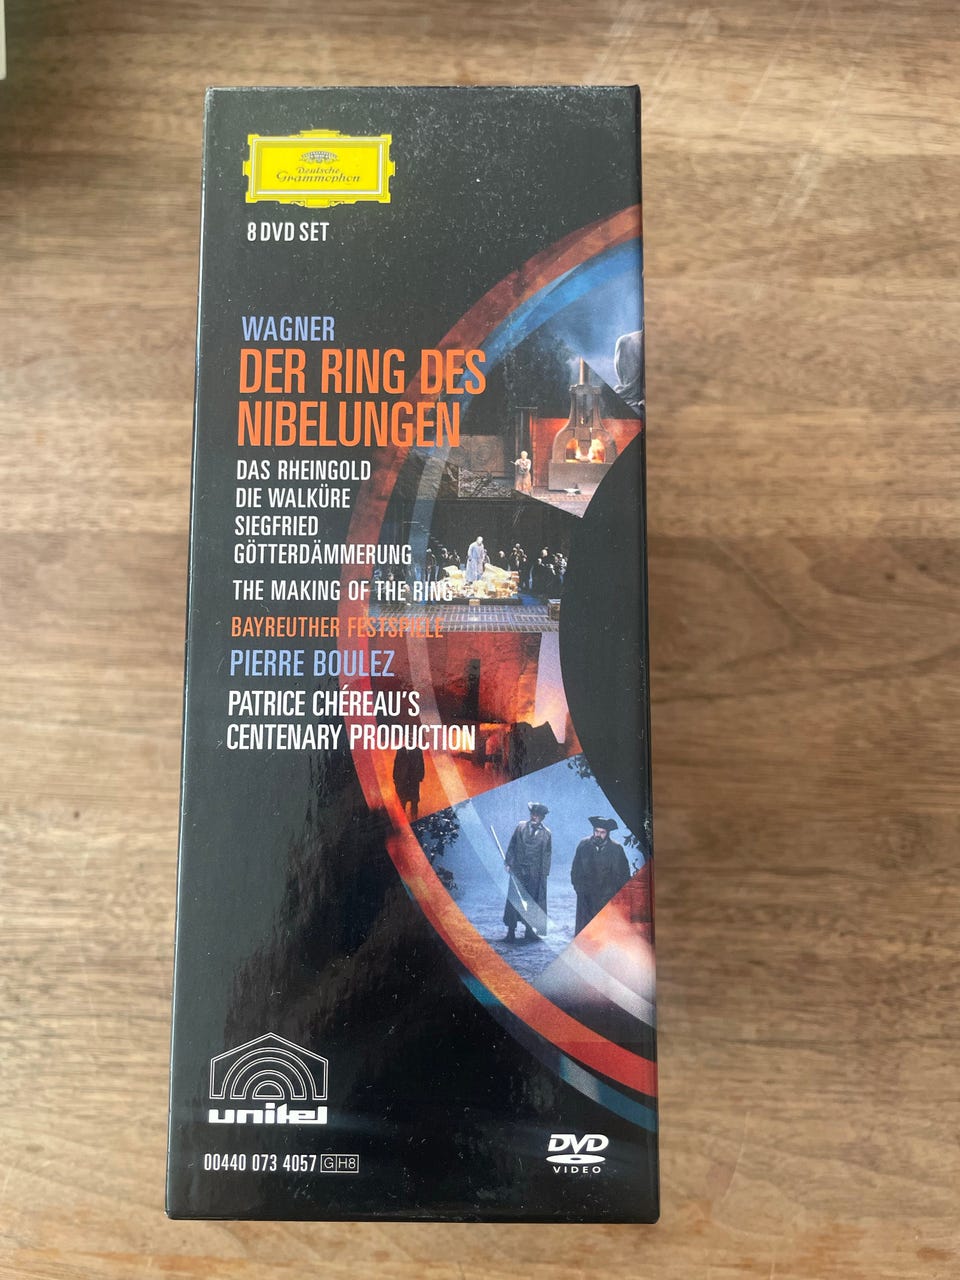 Deutsche
Grammophon
8 DVD SET
WAGNER
DER RING DES
NIBELUNGEN
DAS RHEINGOLD
DIE WALKÜRE
SIEGFRIED
GÖTTERDÄMMERUNG
THE MAKING OF THE RING
BAYREUTHER FESTSPIELE
PIERRE BOULEZ
PATRICE CHÉREAU'S
CENTENARY PRODUCTION
unitel
00440 073 4057 GH8
DVD
VIDEO